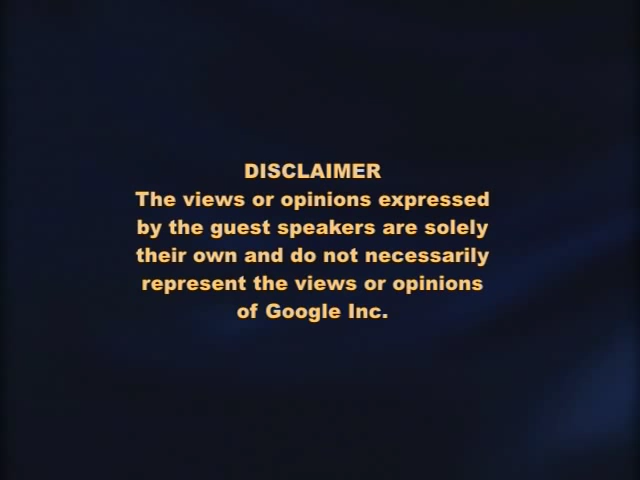 DISCLAIMER
The views or opinions expressed
by the guest speakers are solely
their own and do not necessarily
represent the views or opinions
of Google Inc.